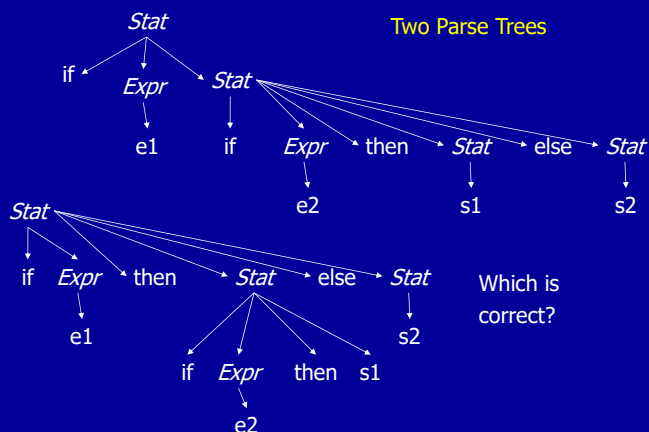 Stat
Two Parse Trees
if Expr Stat
e1 if Expr then Stat else Stat
e2 s1 s2
Stat
if Expr then Stat else Stat
Which is
correct?
e1 s2
if Expr then s1
e2